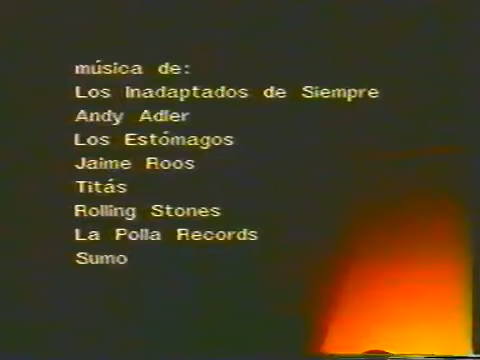 música de:
Los Inadaptados de Siempre
Andy Adler
Los Estómagos
Jaime Roos
Titás
Rolling Stones
La Polla Records
Sumo